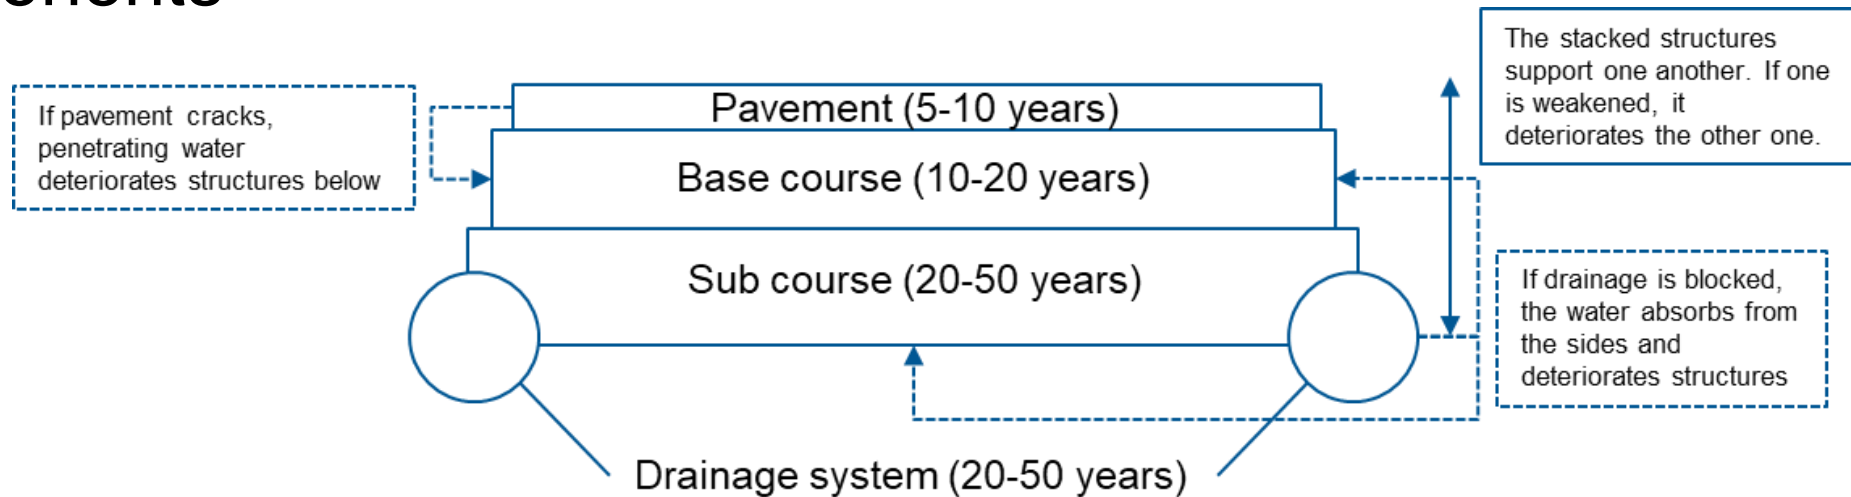 If pavement cracks,
penetrating water
deteriorates structures below
Pavement (5-10 years)
Base course (10-20 years)
Sub course (20-50 years)
Drainage system (20-50 years)
The stacked structures
support one another. If one
is weakened, it
deteriorates the other one.
If drainage is blocked,
the water absorbs from
the sides and
deteriorates structures